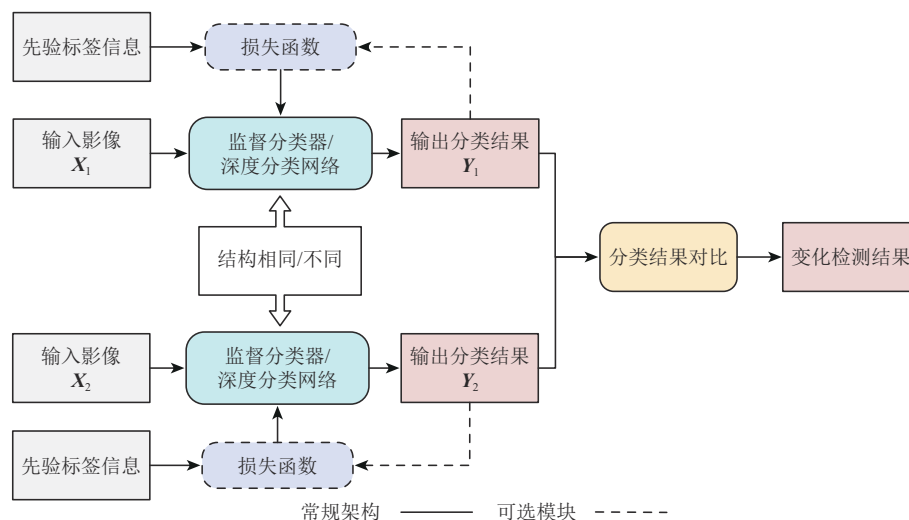 先验标签信息
损失函数
输入影像
X₁
监督分类器/
深度分类网络
输出分类结果
Y₁
结构相同/不同
分类结果对比
变化检测结果
输入影像
X₂
监督分类器/
深度分类网络
输出分类结果
Y₂
先验标签信息
损失函数
常规架构
可选模块